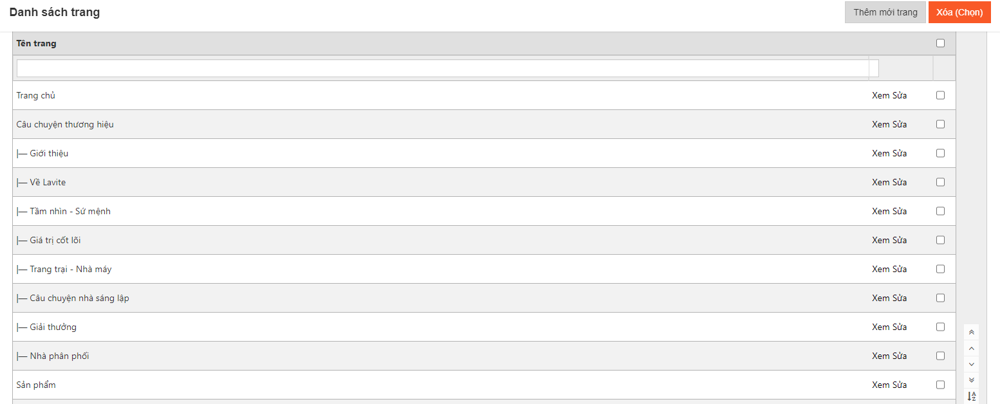 Danh sách trang
Thêm mới trang Xóa (Chọn)
Tên trang
Trang chủ Xem Sửa
Câu chuyện thương hiệu Xem Sửa
|— Giới thiệu Xem Sửa
|— Về Lavite Xem Sửa
|— Tầm nhìn - Sứ mệnh Xem Sửa
|— Giá trị cốt lõi Xem Sửa
|— Trang trại - Nhà máy Xem Sửa
|— Câu chuyện nhà sáng lập Xem Sửa
|— Giải thưởng Xem Sửa
|— Nhà phân phối Xem Sửa
Sản phẩm Xem Sửa